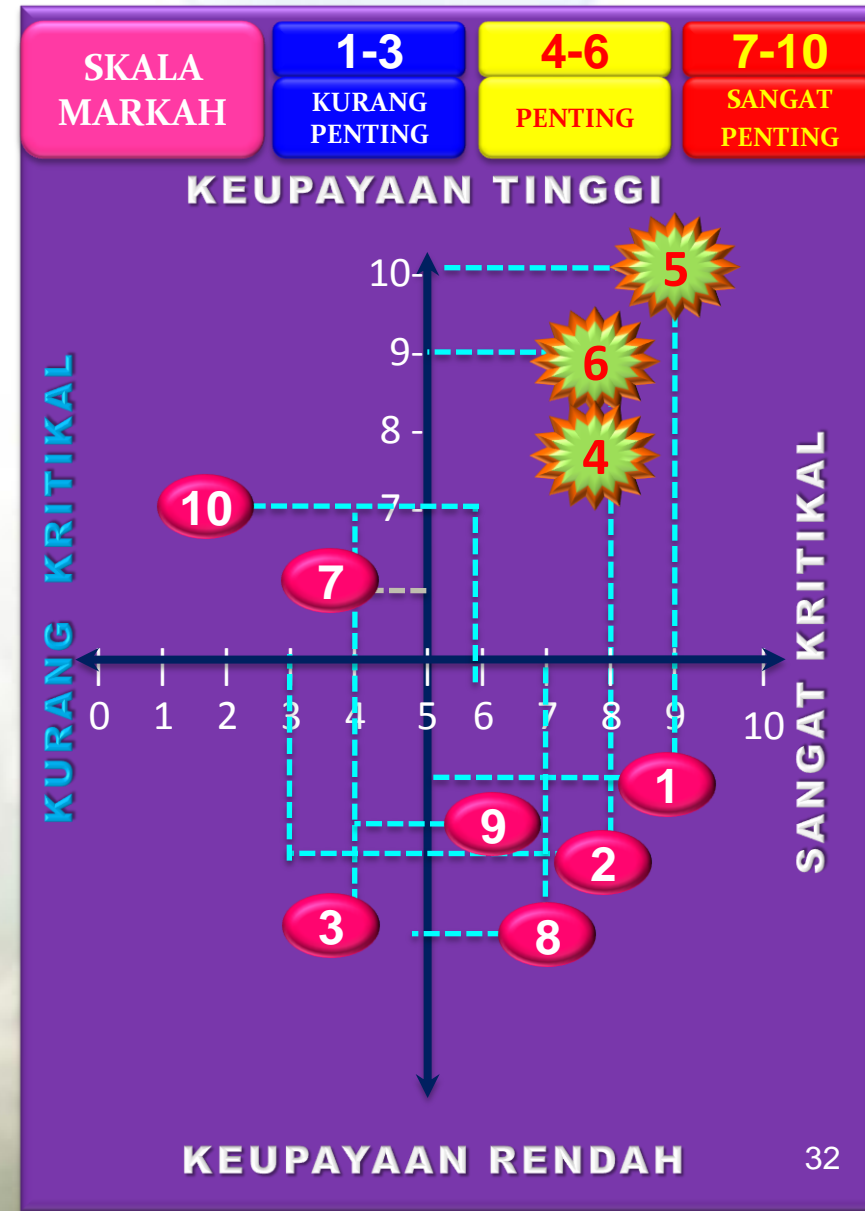 SKALA
MARKAH
1-3
KURANG
PENTING
4-6
PENTING
7-10
SANGAT
PENTING
KEUPAYAAN TINGGI
KURANG KRITIKAL
SANGAT KRITIKAL
10-
9-
8 -
7 -
5
6
4
10
7
0 1 2 3 4 5 6 7 8 9 10
1
9
2
3
8
KEUPAYAAN RENDAH
32